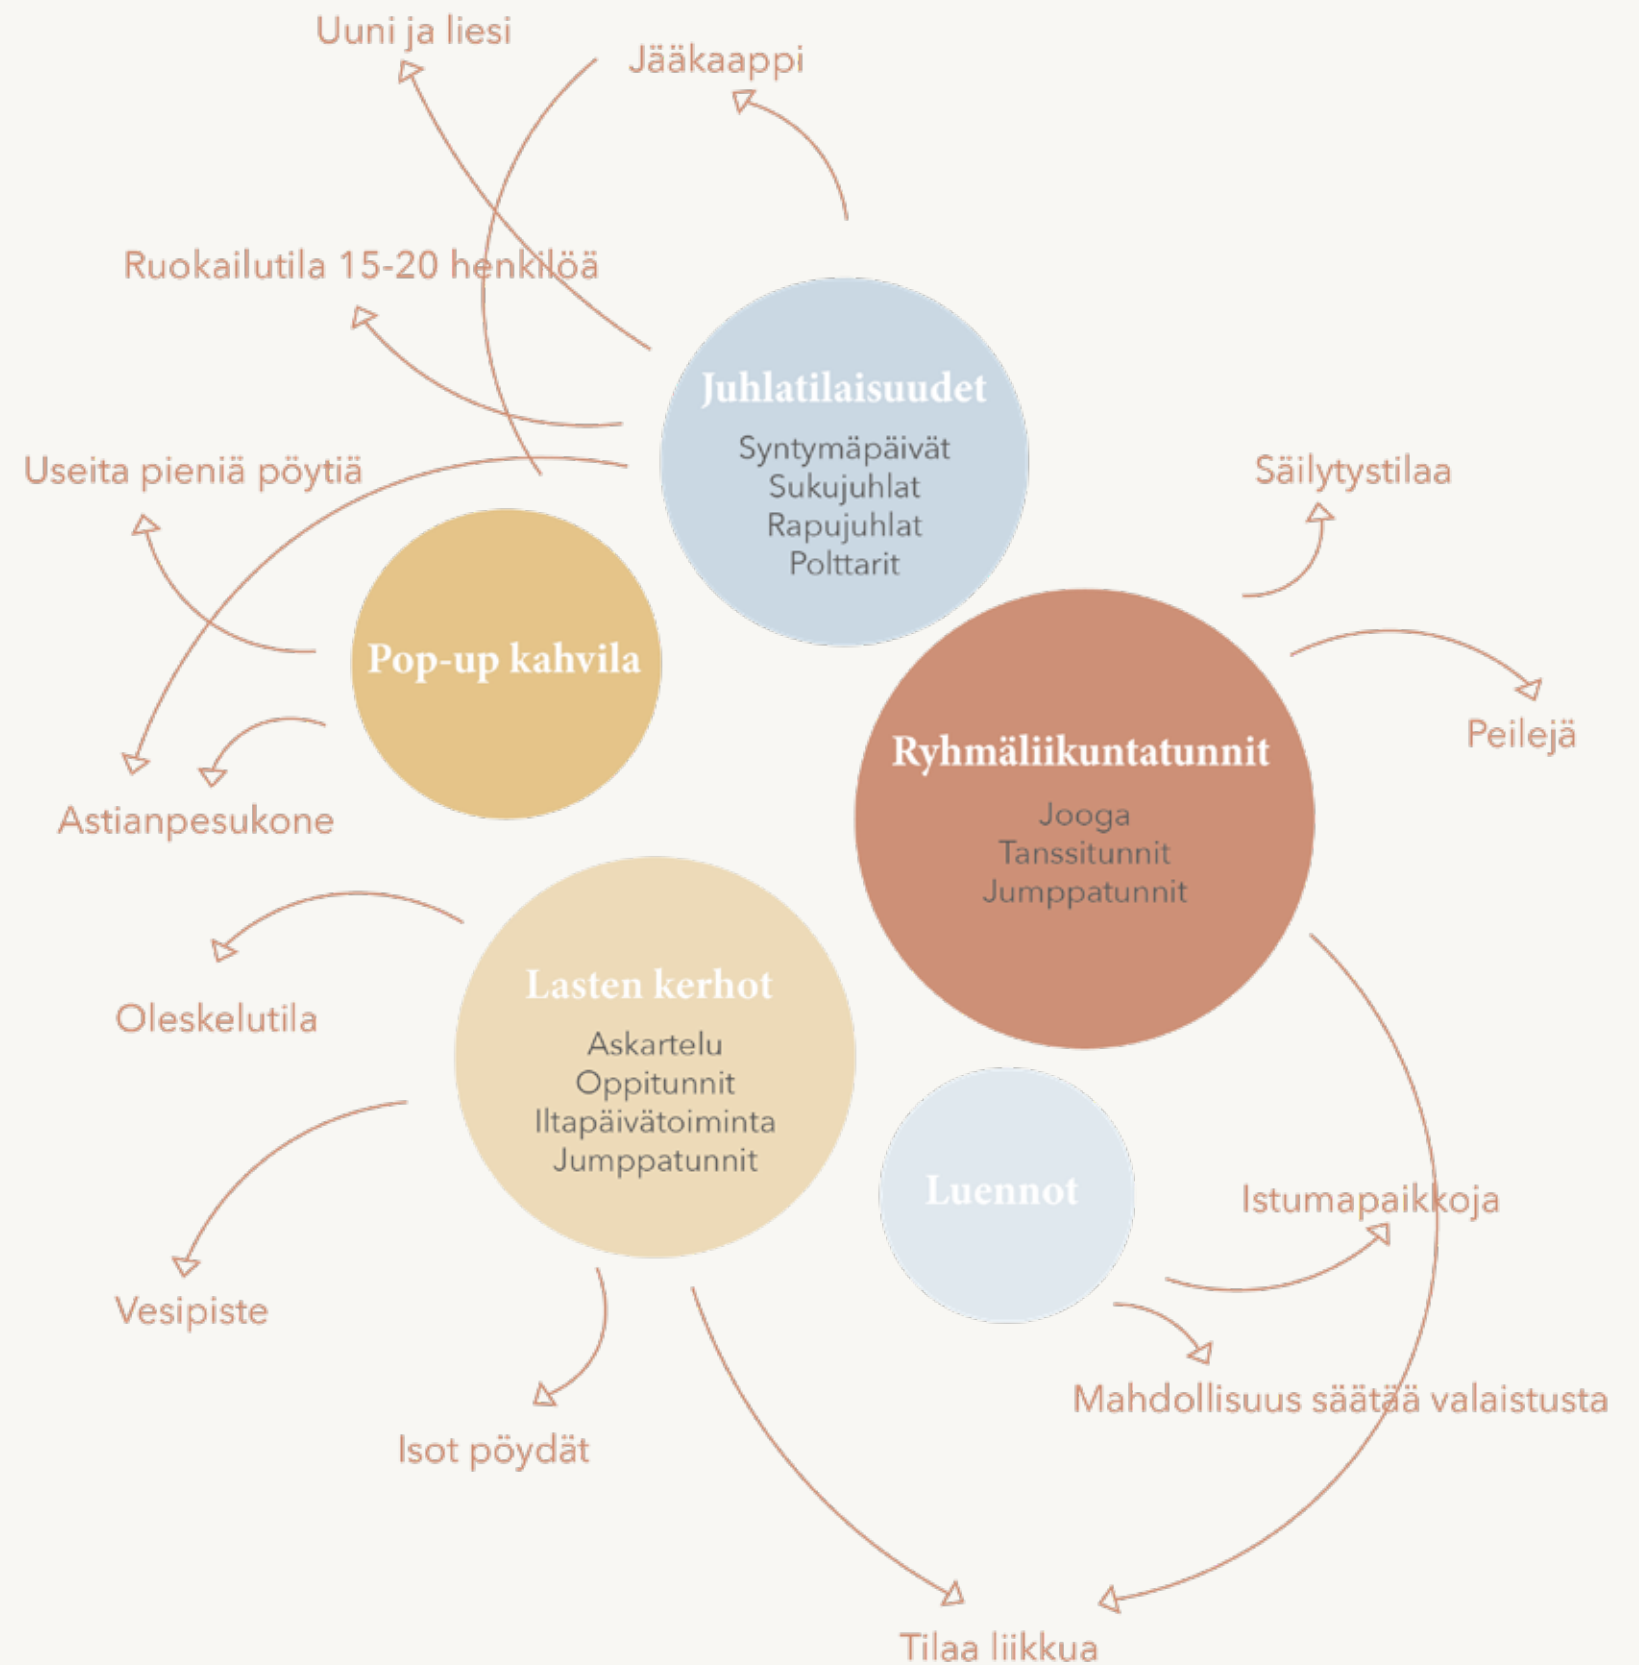 Uuni ja liesi
Jääkaappi
Ruokailutila 15-20 henkilöä
Juhlatilaisuudet
Syntymäpäivät
Sukujuhlat
Rapujuhlat
Polttarit
Useita pieniä pöytiä
Säilytystilaa
Pop-up kahvila
Peilejä
Ryhmäliikuntatunnit
Jooga
Tanssitunnit
Jumppatunnit
Astianpesukone
Lasten kerhot
Askartelu
Oppitunnit
Iltapäivätoiminta
Jumppatunnit
Oleskelutila
Luennot
Istumapaikkoja
Vesipiste
Mahdollisuus säätää valaistusta
Isot pöydät
Tilaa liikkua